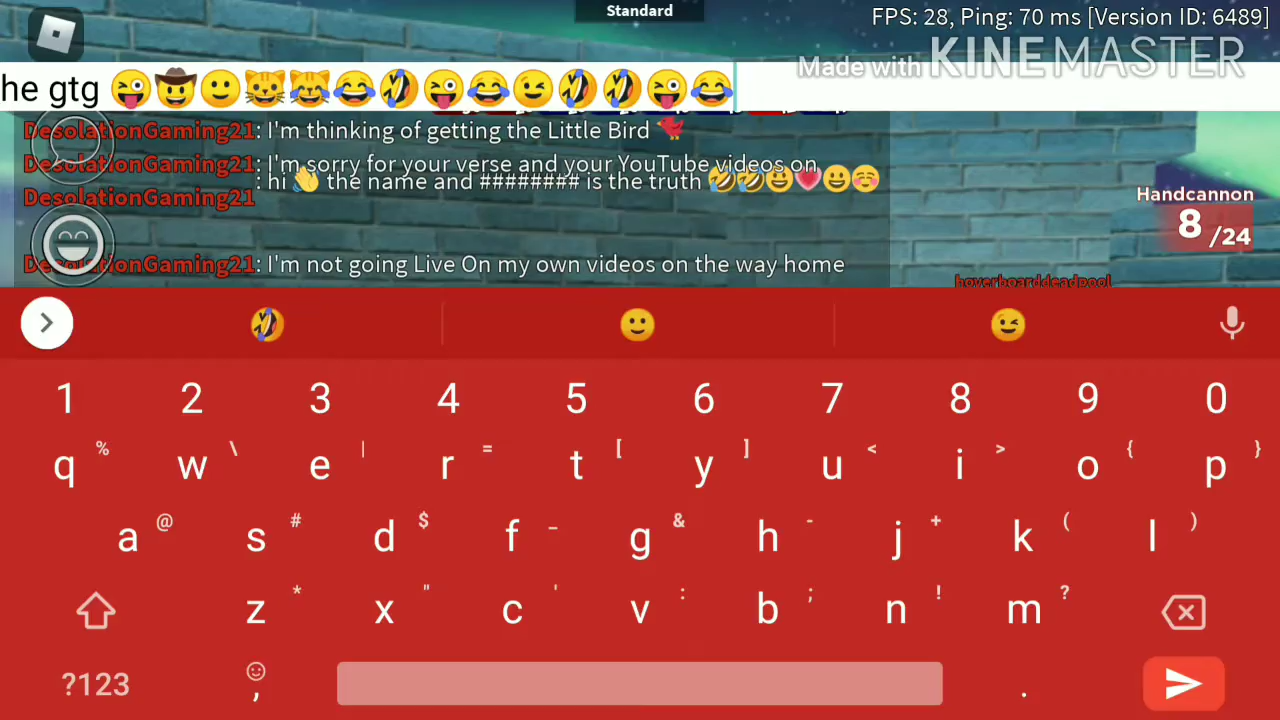 Standard
FPS: 28, Ping: 70 ms [Version ID: 6489]
Made with KINEMASTER
he gtg 😜🤠🙂😺😹😂🤣😜😂😉🤣🤣😜😂
DesolationGaming21: I'm thinking of getting the Little Bird 🐦
DesolationGaming21: I'm sorry for your verse and your YouTube videos on
: hi 👋 the name and ######## is the truth 🤣🤣😃💗😀☺️
DesolationGaming21
Handcannon
8/24
DesolationGaming21: I'm not going Live On my own videos on the way home
hoverboarddeadpool
🤣 🙂 😉
1 2 3 4 5 6 7 8 9 0
q % w \ e | r = t [ y ] u < i > o { p }
a @ s # d $ f _ g & h - j + k ( l )
z * x " c ' v : b ; n ! m ?
?123 , .